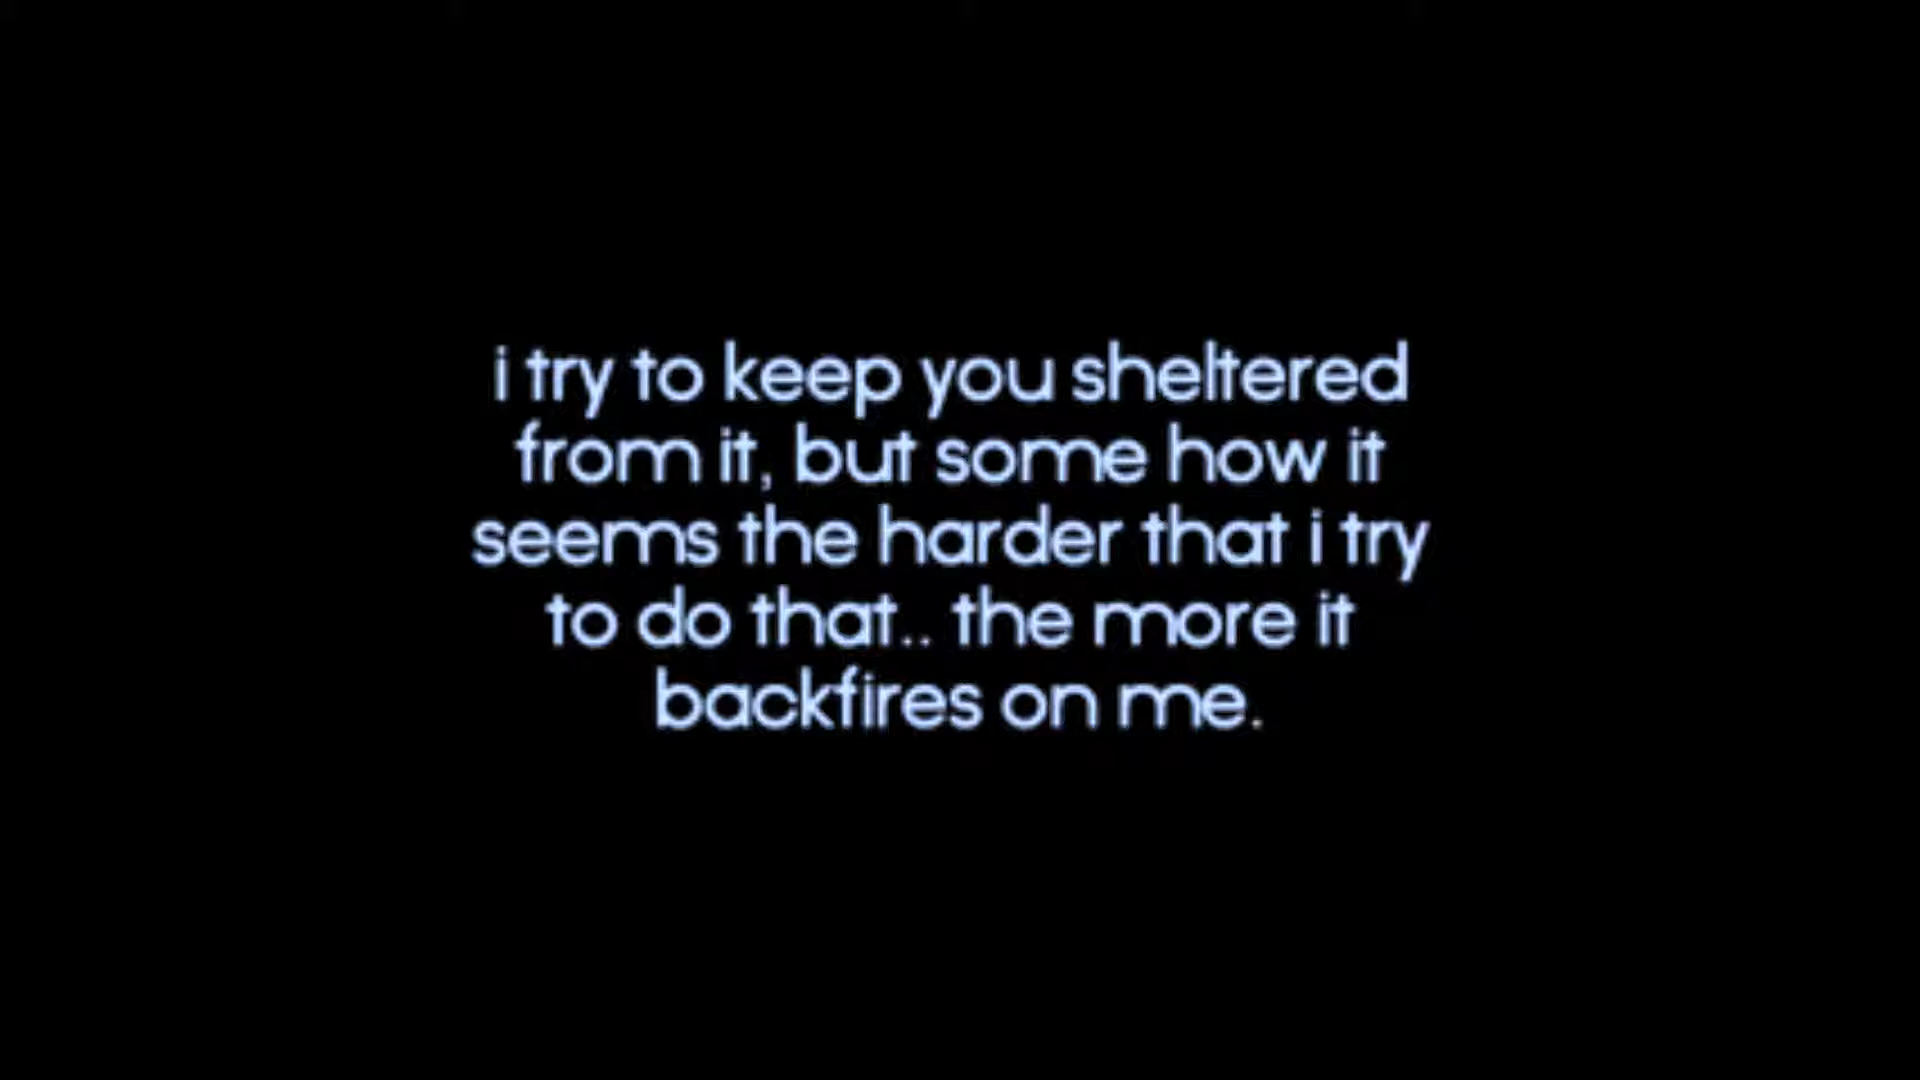 i try to keep you sheltered
from it, but some how it
seems the harder that i try
to do that.. the more it
backfires on me.